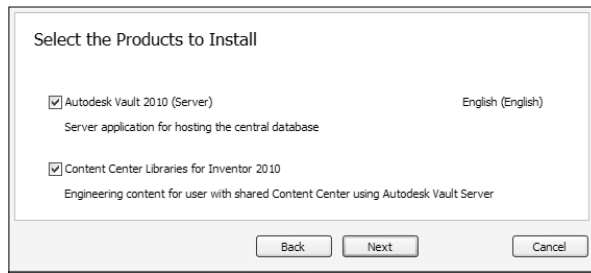 Select the Products to Install
Autodesk Vault 2010 (Server) English (English)
Server application for hosting the central database
Content Center Libraries for Inventor 2010
Engineering content for user with shared Content Center using Autodesk Vault Server
Back Next Cancel